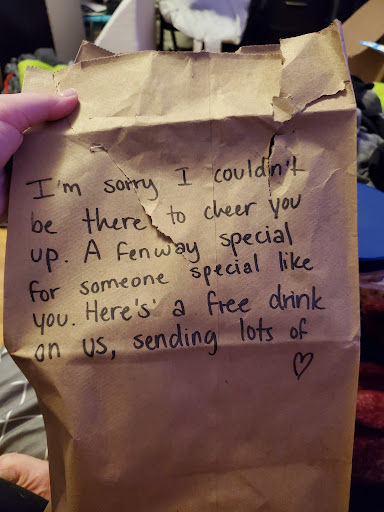 I'm sorry I couldn't
be there to cheer you
up. A fenway special
for someone special like
you. Here's a free drink
on us, sending lots of
♡